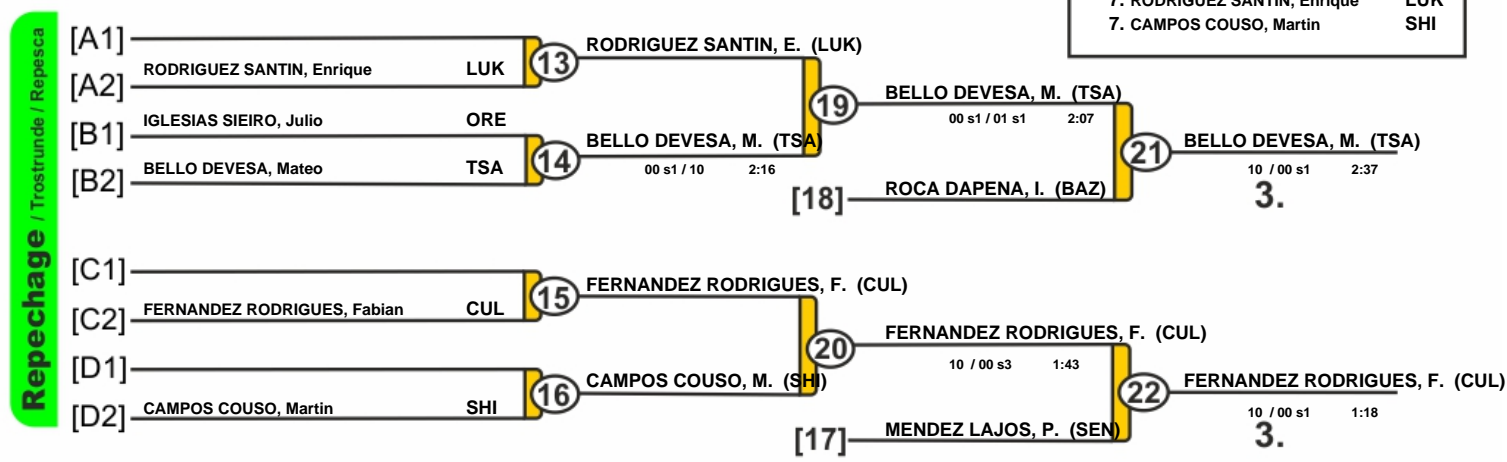 7. RODRIGUEZ SANTIN, Enrique LUK
7. CAMPOS COUSO, Martin SHI
Repechage / Trostrunde / Repesca
[A1]
RODRIGUEZ SANTIN, E. (LUK)
RODRIGUEZ SANTIN, Enrique LUK
13
[A2]
BELLO DEVESA, M. (TSA)
19
00 s1 / 01 s1 2:07
IGLESIAS SIEIRO, Julio ORE
[B1]
BELLO DEVESA, M. (TSA)
BELLO DEVESA, M. (TSA)
14
21
BELLO DEVESA, Mateo TSA
00 s1 / 10 2:16
10 / 00 s1 2:37
[B2]
ROCA DAPENA, I. (BAZ)
[18]
3.
[C1]
FERNANDEZ RODRIGUES, F. (CUL)
15
FERNANDEZ RODRIGUES, Fabian CUL
[C2]
FERNANDEZ RODRIGUES, F. (CUL)
20
10 / 00 s3 1:43
[D1]
CAMPOS COUSO, M. (SHI)
FERNANDEZ RODRIGUES, F. (CUL)
16
22
CAMPOS COUSO, Martin SHI
[D2]
10 / 00 s1 1:18
MENDEZ LAJOS, P. (SEN)
[17]
3.